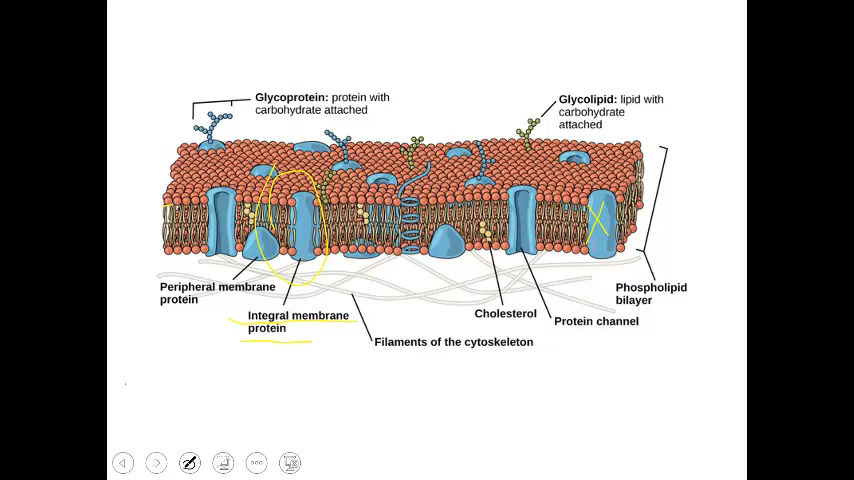 Glycoprotein: protein with
carbohydrate attached
Glycolipid: lipid with
carbohydrate
attached
Peripheral membrane
protein
Integral membrane
protein
Filaments of the cytoskeleton
Cholesterol
Protein channel
Phospholipid
bilayer